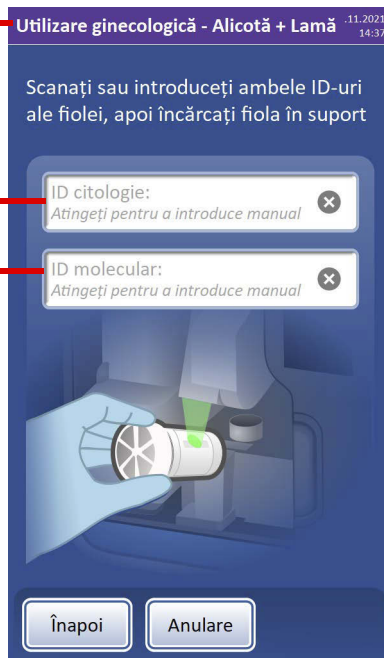 Utilizare ginecologică - Alicotă + Lamă
.11.2021
14:37
Scanați sau introduceți ambele ID-uri
ale fiolei, apoi încărcați fiola în suport
ID citologie:
Atingeți pentru a introduce manual
ID molecular:
Atingeți pentru a introduce manual
Înapoi
Anulare